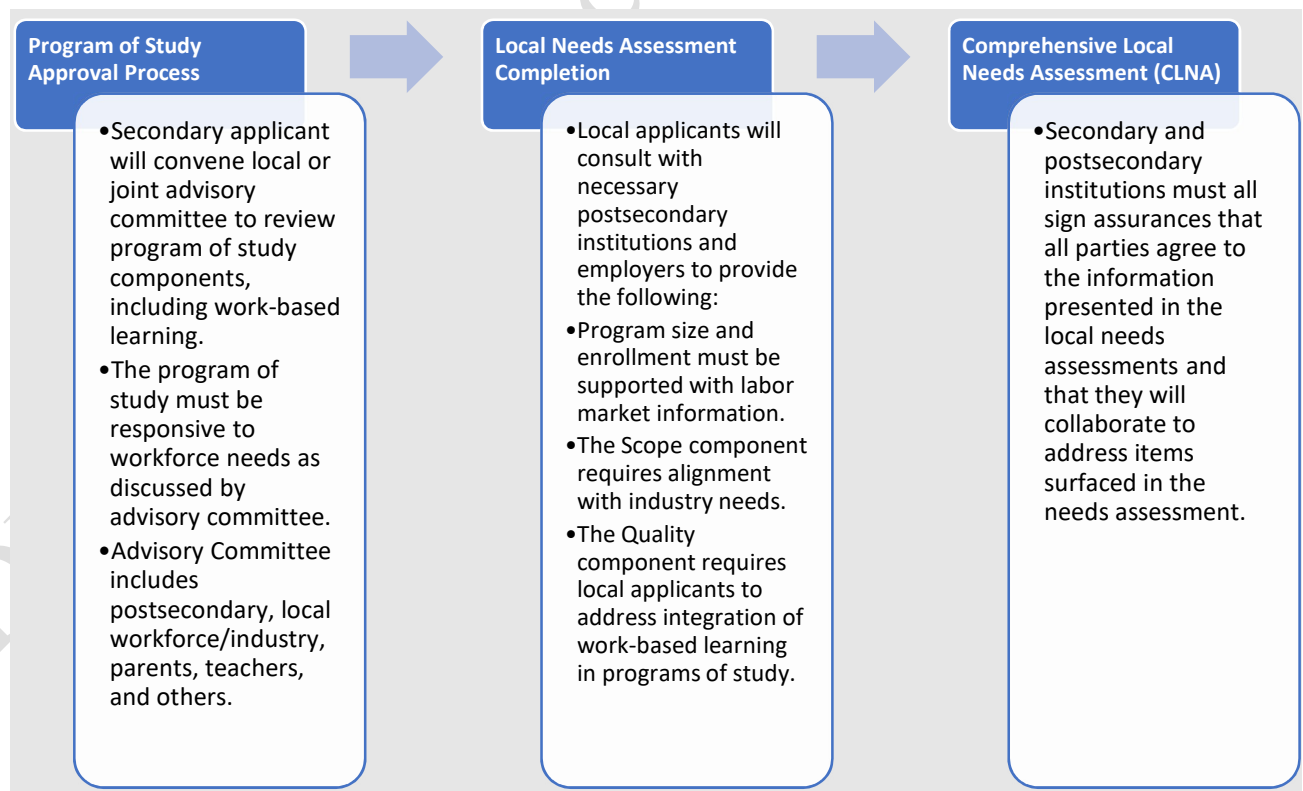 Program of Study
Approval Process
•Secondary applicant
will convene local or
joint advisory
committee to review
program of study
components,
including work-based
learning.
•The program of
study must be
responsive to
workforce needs as
discussed by
advisory committee.
•Advisory Committee
includes
postsecondary, local
workforce/industry,
parents, teachers,
and others.
Local Needs Assessment
Completion
•Local applicants will
consult with
necessary
postsecondary
institutions and
employers to provide
the following:
•Program size and
enrollment must be
supported with labor
market information.
•The Scope component
requires alignment
with industry needs.
•The Quality
component requires
local applicants to
address integration of
work-based learning
in programs of study.
Comprehensive Local
Needs Assessment (CLNA)
•Secondary and
postsecondary
institutions must all
sign assurances that
all parties agree to
the information
presented in the
local needs
assessments and
that they will
collaborate to
address items
surfaced in the
needs assessment.